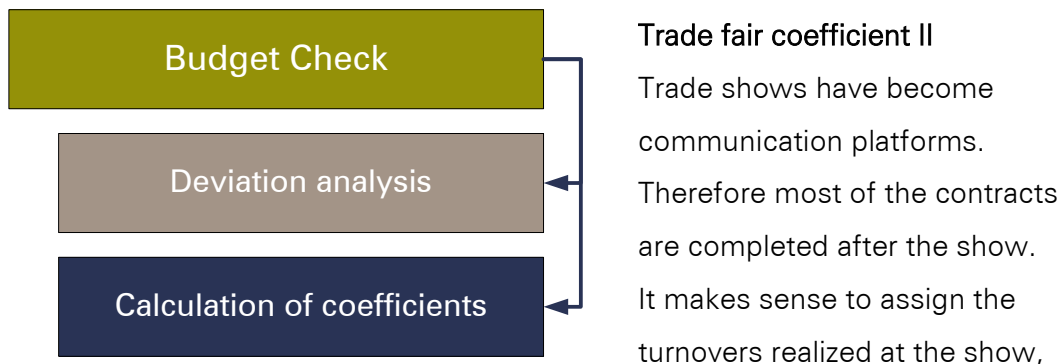 Budget Check
Deviation analysis
Calculation of coefficients
Trade fair coefficient II
Trade shows have become
communication platforms.
Therefore most of the contracts
are completed after the show.
It makes sense to assign the
turnovers realized at the show,